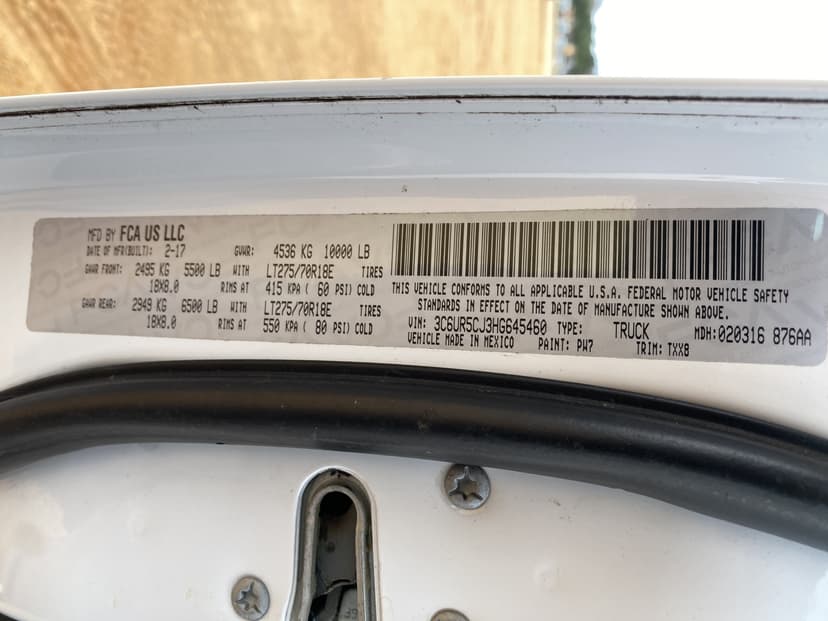 MFD BY FCA US LLC
DATE OF MFR(BUILT): 2-17 GVWR: 4536 KG 10000 LB
GAWR FRONT: 2495 KG 5500 LB WITH LT275/70R18E TIRES
18X8.0 RIMS AT 415 KPA ( 60 PSI) COLD
GAWR REAR: 2949 KG 6500 LB WITH LT275/70R18E TIRES
18X8.0 RIMS AT 550 KPA ( 80 PSI) COLD
THIS VEHICLE CONFORMS TO ALL APPLICABLE U.S.A. FEDERAL MOTOR VEHICLE SAFETY
STANDARDS IN EFFECT ON THE DATE OF MANUFACTURE SHOWN ABOVE.
VIN: 3C6UR5CJ3HG645460 TYPE: TRUCK MDH:020316 876AA
VEHICLE MADE IN MEXICO PAINT: PW7 TRIM: TXX8